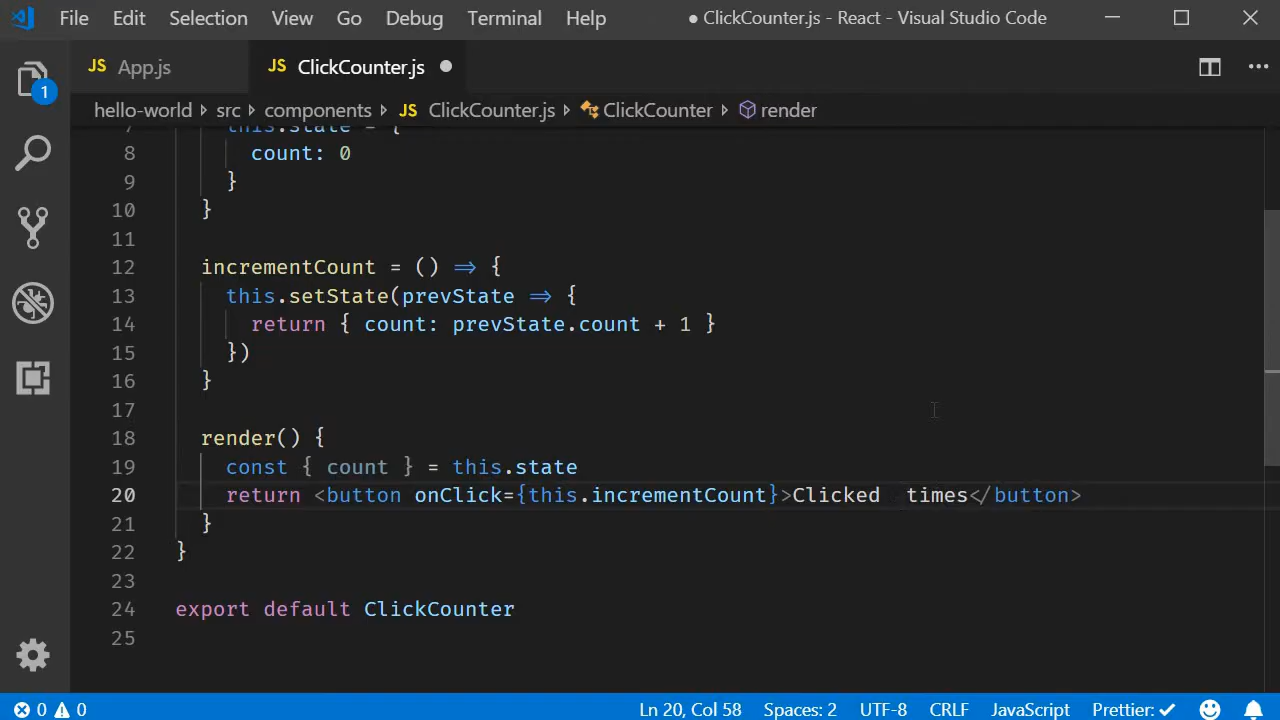 File Edit Selection View Go Debug Terminal Help ● ClickCounter.js - React - Visual Studio Code
JS App.js JS ClickCounter.js ●
hello-world > src > components > JS ClickCounter.js > ClickCounter > render
7 this.state = {
8 count: 0
9 }
10 }
11
12 incrementCount = () => {
13 this.setState(prevState => {
14 return { count: prevState.count + 1 }
15 })
16 }
17
18 render() {
19 const { count } = this.state
20 return <button onClick={this.incrementCount}>Clicked  times</button>
21 }
22 }
23
24 export default ClickCounter
25
1
0 0 Ln 20, Col 58 Spaces: 2 UTF-8 CRLF JavaScript Prettier: ✓